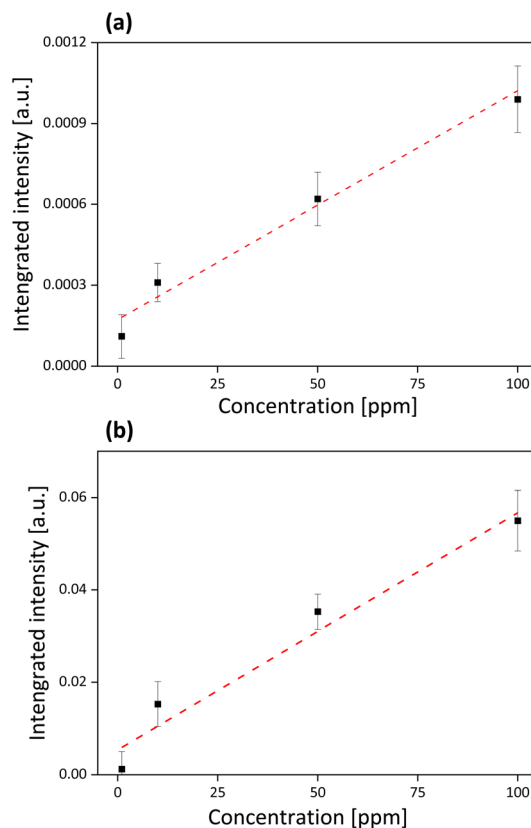 (a)
Intengrated intensity [a.u.]
0.0012
0.0009
0.0006
0.0003
0.0000
0 25 50 75 100
Concentration [ppm]
(b)
Intengrated intensity [a.u.]
0.06
0.04
0.02
0.00
0 25 50 75 100
Concentration [ppm]